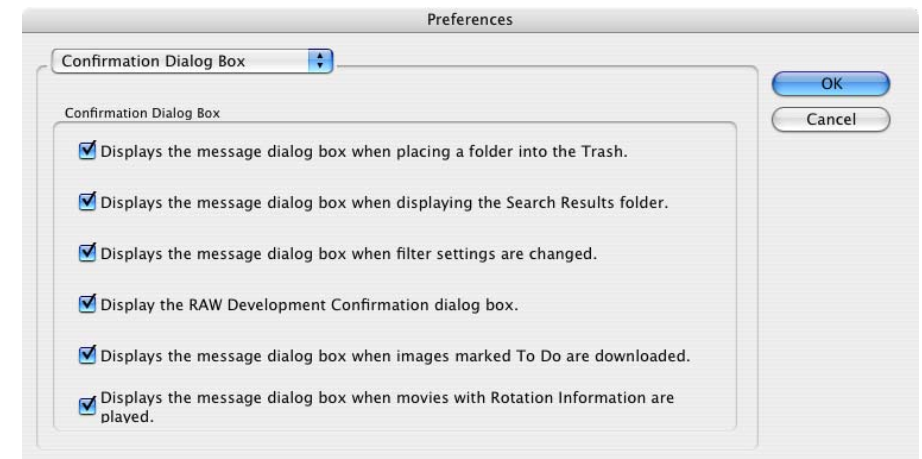 Preferences
Confirmation Dialog Box
OK
Cancel
Confirmation Dialog Box
Displays the message dialog box when placing a folder into the Trash.
Displays the message dialog box when displaying the Search Results folder.
Displays the message dialog box when filter settings are changed.
Display the RAW Development Confirmation dialog box.
Displays the message dialog box when images marked To Do are downloaded.
Displays the message dialog box when movies with Rotation Information are
played.